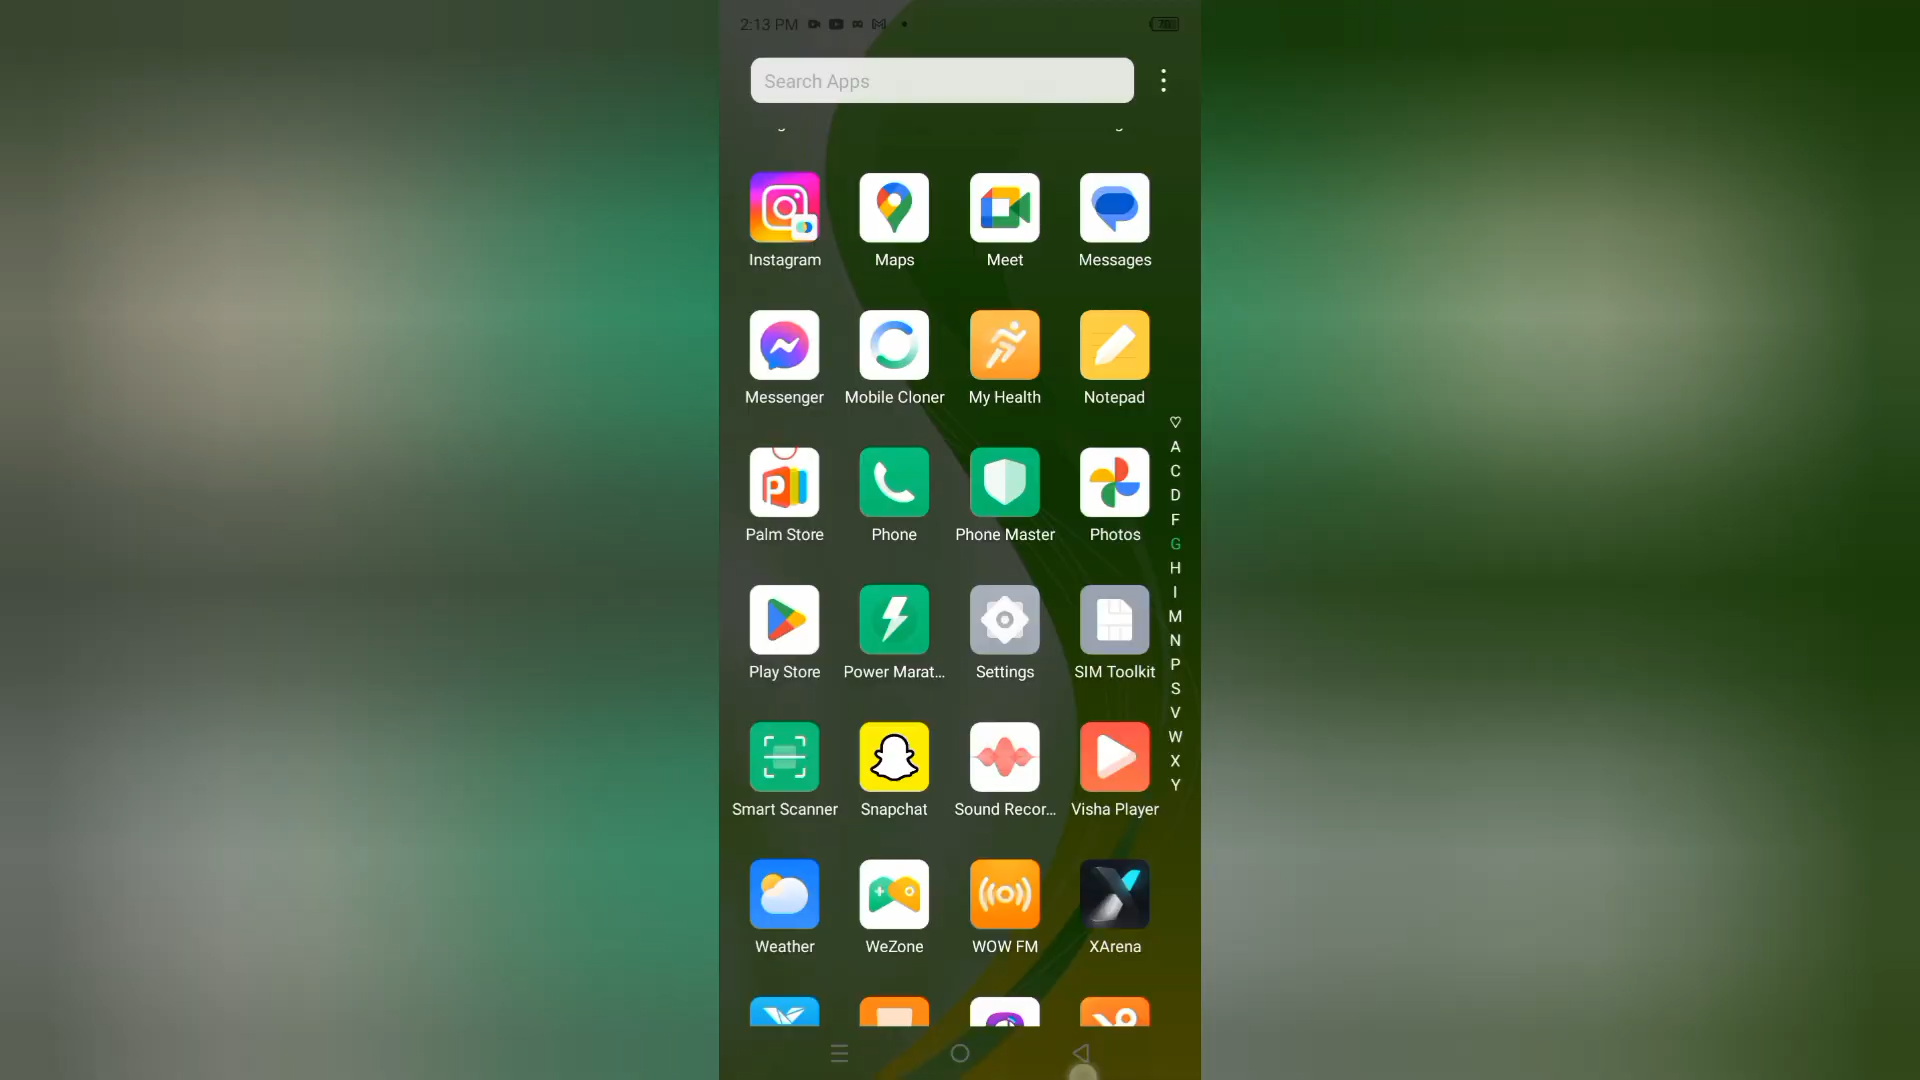 2:13 PM
Search Apps
Instagram Maps Meet Messages
Messenger Mobile Cloner My Health Notepad
Palm Store Phone Phone Master Photos
Play Store Power Marat... Settings SIM Toolkit
Smart Scanner Snapchat Sound Recor... Visha Player
Weather WeZone WOW FM XArena
A
C
D
F
G
H
I
M
N
P
S
V
W
X
Y